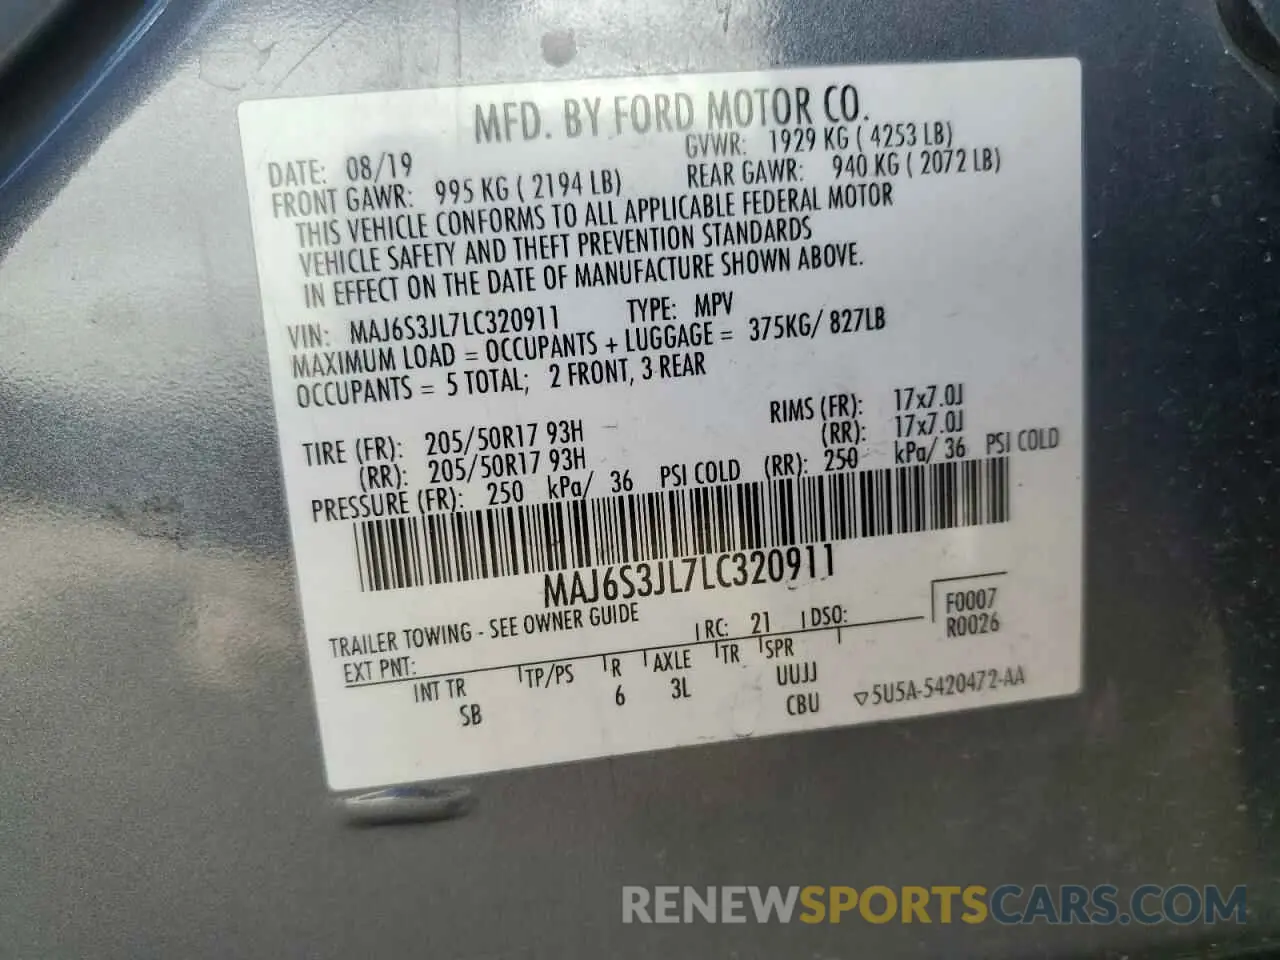 MFD. BY FORD MOTOR CO.
DATE: 08/19 GVWR: 1929 KG ( 4253 LB)
FRONT GAWR: 995 KG ( 2194 LB) REAR GAWR: 940 KG ( 2072 LB)
THIS VEHICLE CONFORMS TO ALL APPLICABLE FEDERAL MOTOR
VEHICLE SAFETY AND THEFT PREVENTION STANDARDS
IN EFFECT ON THE DATE OF MANUFACTURE SHOWN ABOVE.
VIN: MAJ6S3JL7LC320911 TYPE: MPV
MAXIMUM LOAD = OCCUPANTS + LUGGAGE = 375KG/ 827LB
OCCUPANTS = 5 TOTAL; 2 FRONT, 3 REAR
TIRE (FR): 205/50R17 93H RIMS (FR): 17x7.0J
(RR): 205/50R17 93H (RR): 17x7.0J
PRESSURE (FR): 250 kPa/ 36 PSI COLD (RR): 250 kPa/ 36 PSI COLD
MAJ6S3JL7LC320911
TRAILER TOWING - SEE OWNER GUIDE
EXT PNT: RC: 21 DSO: F0007
R0026
INT TR TP/PS R AXLE TR SPR
SB 6 3L UUJJ
CBU
▽5U5A-5420472-AA
RENEWSPORTSCARS.COM